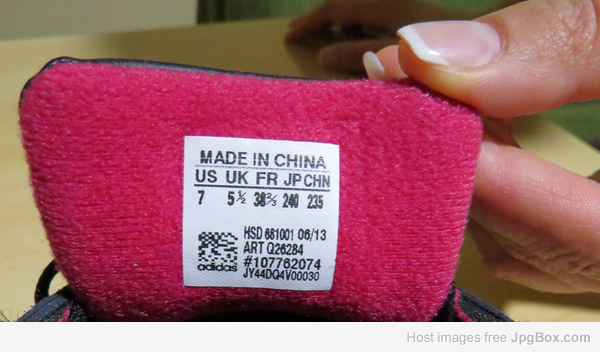 MADE IN CHINA
US UK FR JP CHN
7 5½ 38⅔ 240 235
HSD 681001 06/13
ART Q26284
#107762074
JY44DQ4V00030
adidas
Host images free JpgBox.com